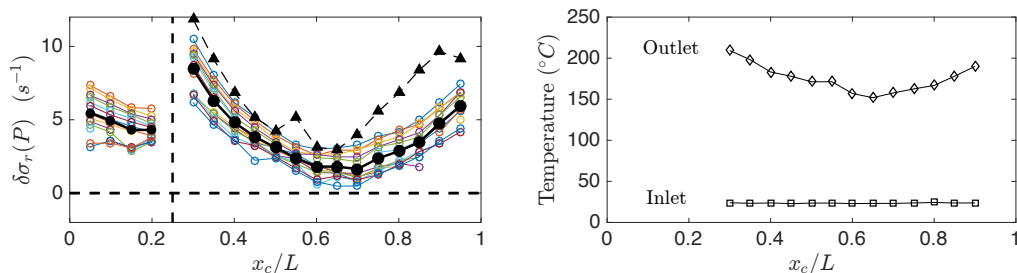 10
5
0
δσr(P) (s⁻¹)
0 0.2 0.4 0.6 0.8 1
xc/L
250
200
150
100
50
0
Temperature (°C)
Outlet
Inlet
0 0.2 0.4 0.6 0.8 1
xc/L